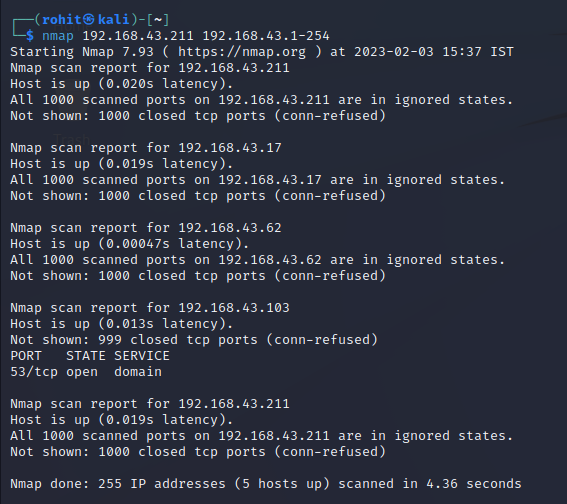 ┌──(rohit㉿kali)-[~]
└─$ nmap 192.168.43.211 192.168.43.1-254
Starting Nmap 7.93 ( https://nmap.org ) at 2023-02-03 15:37 IST
Nmap scan report for 192.168.43.211
Host is up (0.020s latency).
All 1000 scanned ports on 192.168.43.211 are in ignored states.
Not shown: 1000 closed tcp ports (conn-refused)

Nmap scan report for 192.168.43.17
Host is up (0.019s latency).
All 1000 scanned ports on 192.168.43.17 are in ignored states.
Not shown: 1000 closed tcp ports (conn-refused)

Nmap scan report for 192.168.43.62
Host is up (0.00047s latency).
All 1000 scanned ports on 192.168.43.62 are in ignored states.
Not shown: 1000 closed tcp ports (conn-refused)

Nmap scan report for 192.168.43.103
Host is up (0.013s latency).
Not shown: 999 closed tcp ports (conn-refused)
PORT   STATE SERVICE
53/tcp open  domain

Nmap scan report for 192.168.43.211
Host is up (0.019s latency).
All 1000 scanned ports on 192.168.43.211 are in ignored states.
Not shown: 1000 closed tcp ports (conn-refused)

Nmap done: 255 IP addresses (5 hosts up) scanned in 4.36 seconds